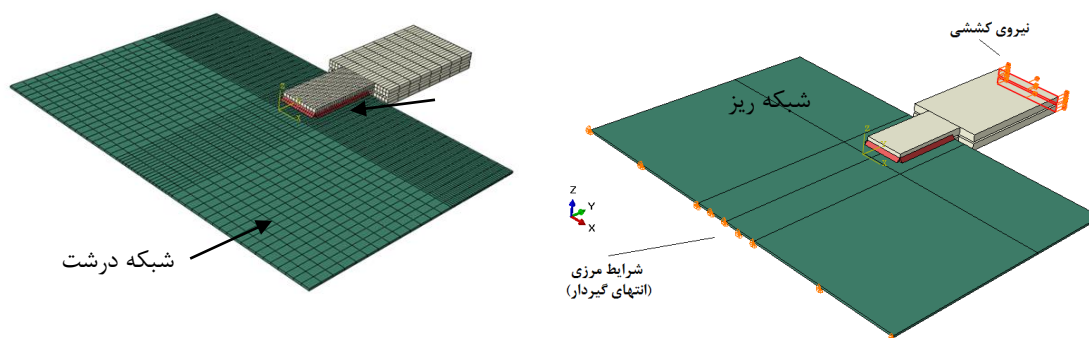 نیروی کششی
شبکه ریز
شبکه درشت
شرایط مرزی
(انتهای گیردار)
Z
Y
X
X